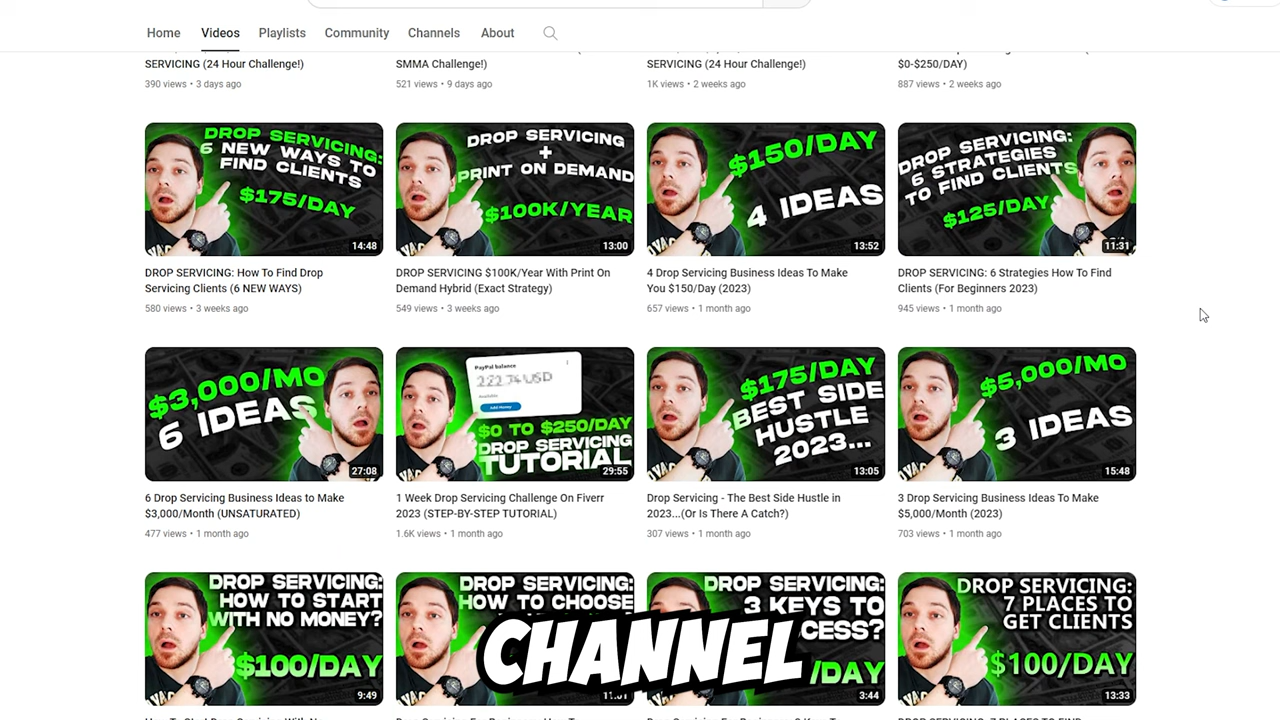 Home Videos Playlists Community Channels About
SERVICING (24 Hour Challenge!)
390 views • 3 days ago
SMMA Challenge!)
521 views • 9 days ago
SERVICING (24 Hour Challenge!)
1K views • 2 weeks ago
$0-$250/DAY)
887 views • 2 weeks ago
DROP SERVICING:
6 NEW WAYS TO
FIND CLIENTS
$175/DAY
14:48
DROP SERVICING: How To Find Drop
Servicing Clients (6 NEW WAYS)
580 views • 3 weeks ago
DROP SERVICING
+
PRINT ON DEMAND
$100K/YEAR
13:00
DROP SERVICING $100K/Year With Print On
Demand Hybrid (Exact Strategy)
549 views • 3 weeks ago
$150/DAY
4 IDEAS
13:52
4 Drop Servicing Business Ideas To Make
You $150/Day (2023)
657 views • 1 month ago
DROP SERVICING:
6 STRATEGIES
TO FIND CLIENTS
$125/DAY
11:31
DROP SERVICING: 6 Strategies How To Find
Clients (For Beginners 2023)
945 views • 1 month ago
$3,000/MO
6 IDEAS
27:08
6 Drop Servicing Business Ideas to Make
$3,000/Month (UNSATURATED)
477 views • 1 month ago
PayPal balance
Available
Add Money
$0 TO $250/DAY
DROP SERVICING
TUTORIAL
29:55
1 Week Drop Servicing Challenge On Fiverr
2023 (STEP-BY-STEP TUTORIAL)
1.6K views • 1 month ago
$175/DAY
BEST SIDE
HUSTLE
2023...
13:05
Drop Servicing - The Best Side Hustle in
2023...(Or Is There A Catch?)
307 views • 1 month ago
$5,000/MO
3 IDEAS
15:48
3 Drop Servicing Business Ideas To Make
$5,000/Month (2023)
703 views • 1 month ago
DROP SERVICING:
HOW TO START
WITH NO MONEY?
$100/DAY
9:49
DROP SERVICING:
HOW TO CHOOSE
DROP SERVICING:
3 KEYS TO
/DAY
3:44
DROP SERVICING:
7 PLACES TO
GET CLIENTS
$100/DAY
13:33
CHANNEL